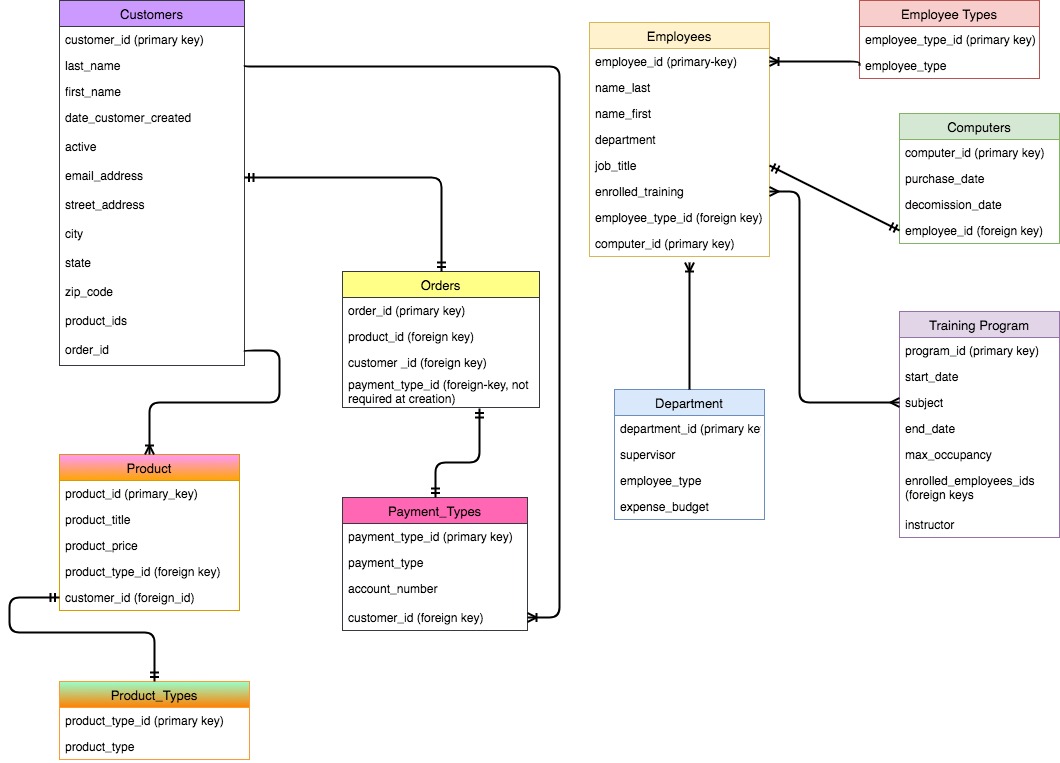 Customers
customer_id (primary key)
last_name
first_name
date_customer_created
active
email_address
street_address
city
state
zip_code
product_ids
order_id
Product
product_id (primary_key)
product_title
product_price
product_type_id (foreign key)
customer_id (foreign_id)
Product_Types
product_type_id (primary key)
product_type
Orders
order_id (primary key)
product_id (foreign key)
customer _id (foreign key)
payment_type_id (foreign-key, not
required at creation)
Payment_Types
payment_type_id (primary key)
payment_type
account_number
customer_id (foreign key)
Employees
employee_id (primary-key)
name_last
name_first
department
job_title
enrolled_training
employee_type_id (foreign key)
computer_id (primary key)
Department
department_id (primary ke
supervisor
employee_type
expense_budget
Employee Types
employee_type_id (primary key)
employee_type
Computers
computer_id (primary key)
purchase_date
decomission_date
employee_id (foreign key)
Training Program
program_id (primary key)
start_date
subject
end_date
max_occupancy
enrolled_employees_ids
(foreign keys
instructor